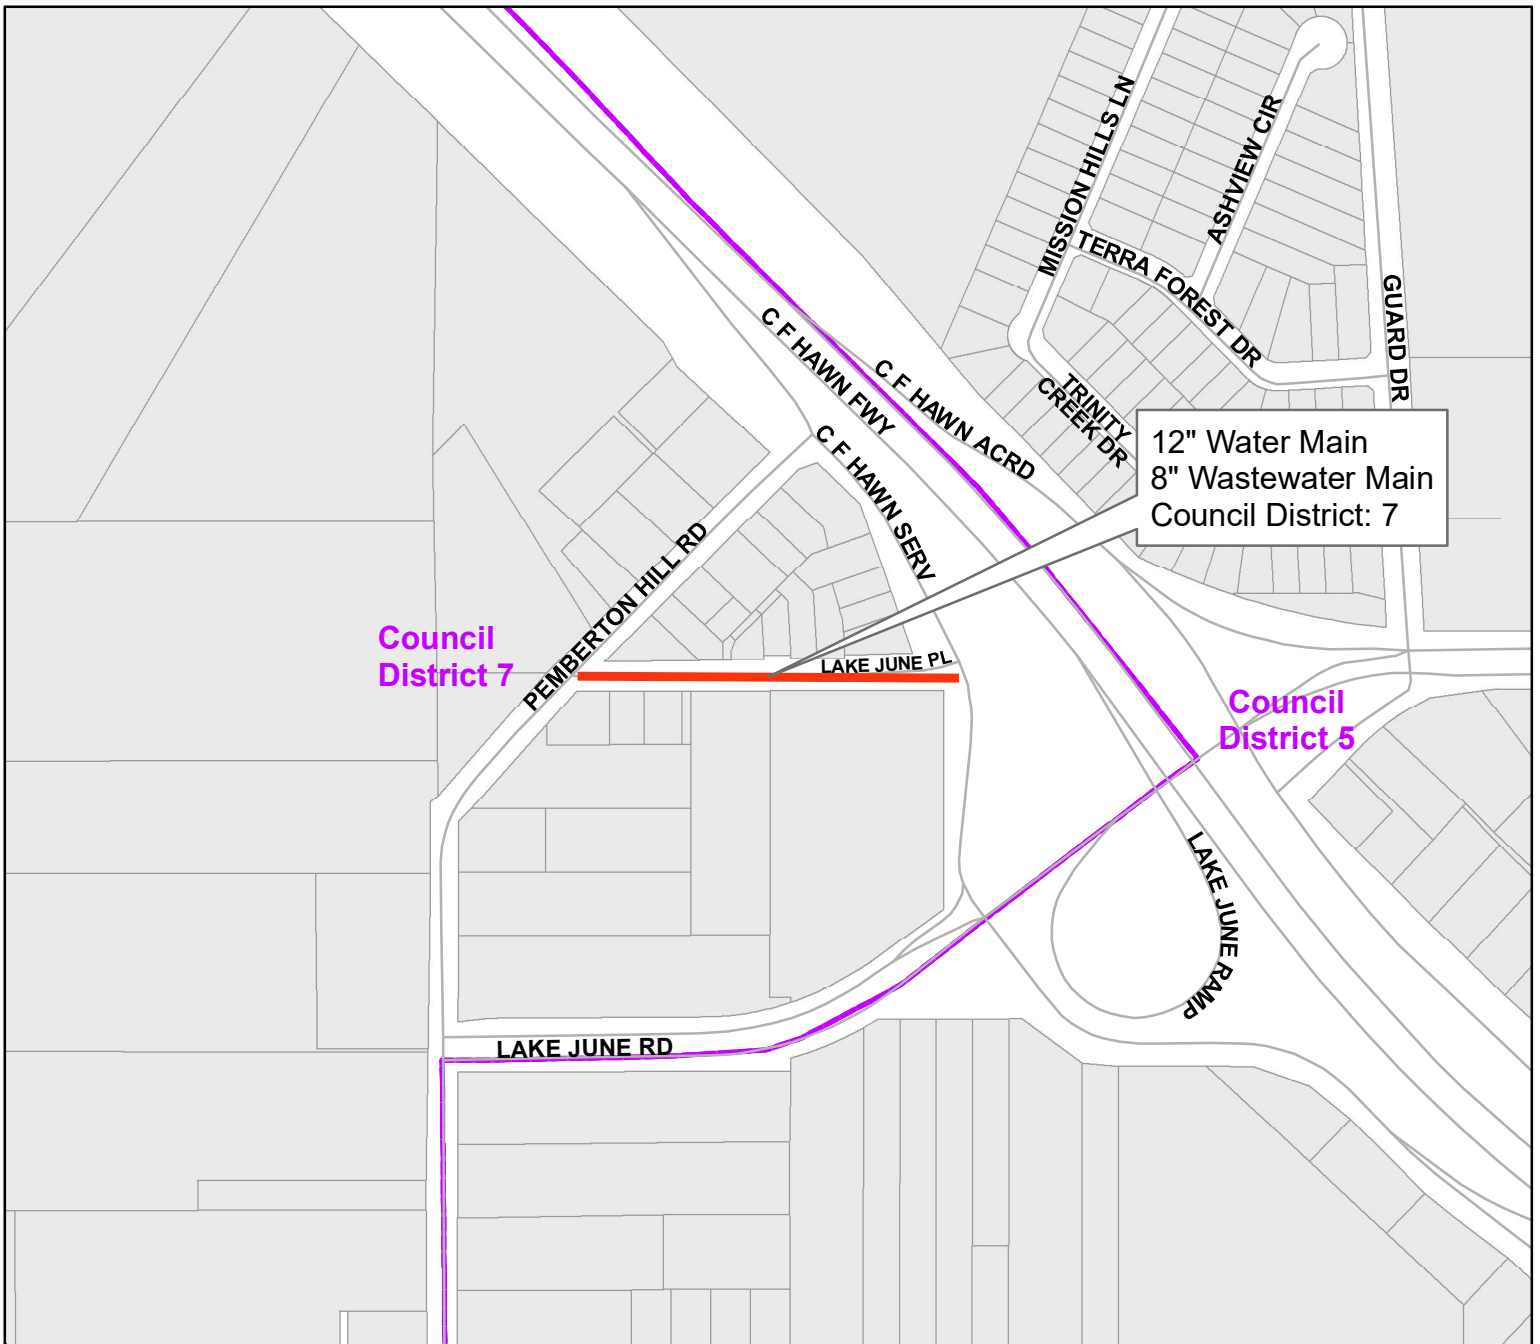 MISSION HILLS LN
ASHVIEW CIR
TERRA FOREST DR
GUARD DR
C F HAWN FWY
C F HAWN ACRD
TRINITY
CREEK DR
12" Water Main
8" Wastewater Main
Council District: 7
C F HAWN SERV
PEMBERTON HILL RD
Council
District 7
LAKE JUNE PL
Council
District 5
LAKE JUNE RAMP
LAKE JUNE RD